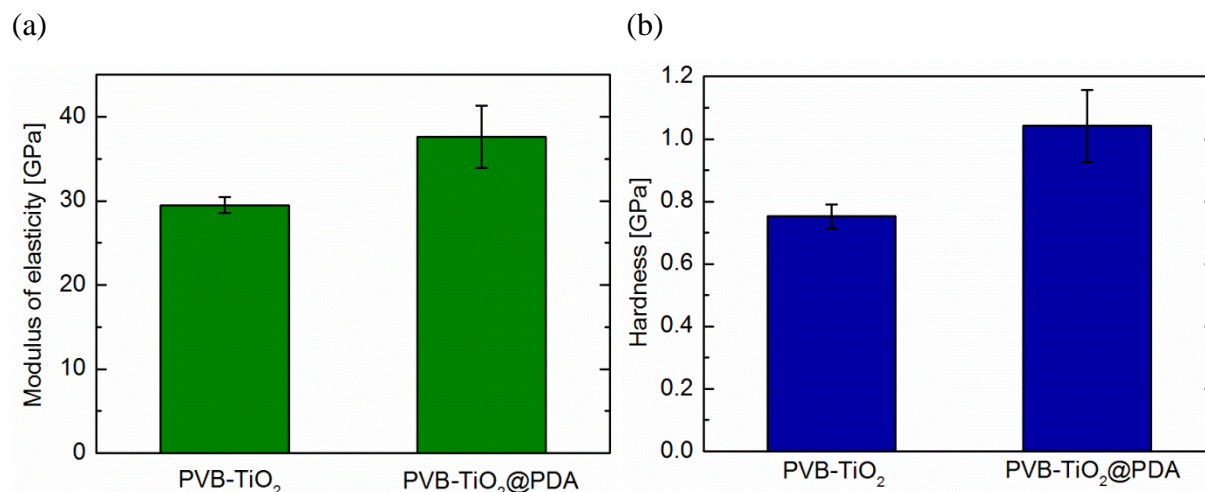 (a)
(b)
Modulus of elasticity [GPa]
40
30
20
10
0
PVB-TiO₂
PVB-TiO₂@PDA
Hardness [GPa]
1.2
1.0
0.8
0.6
0.4
0.2
0.0
PVB-TiO₂
PVB-TiO₂@PDA